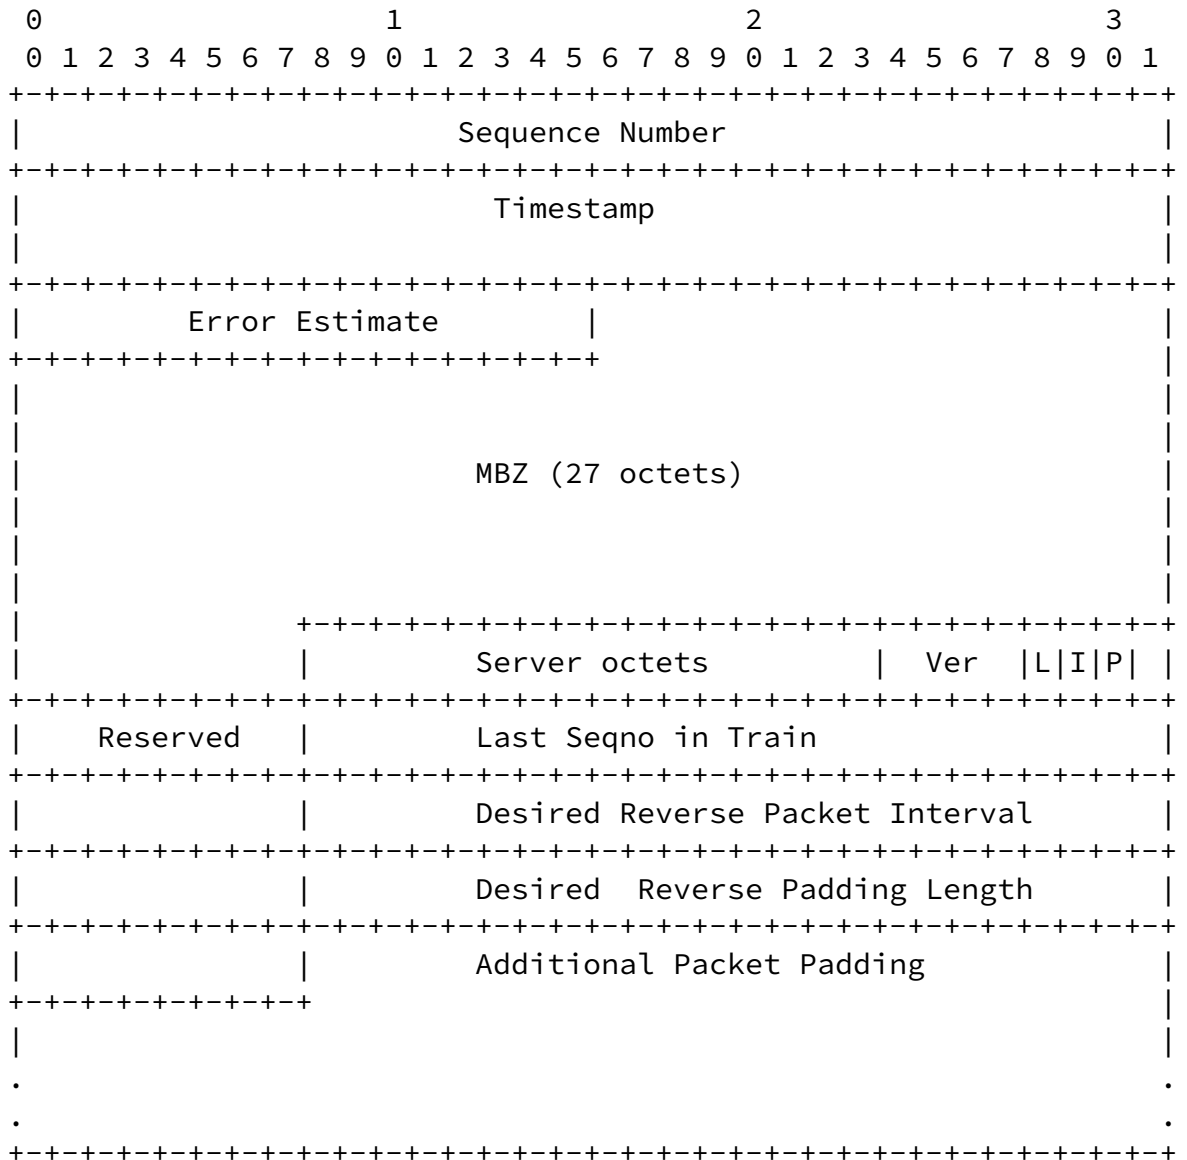 0                   1                   2                   3
 0 1 2 3 4 5 6 7 8 9 0 1 2 3 4 5 6 7 8 9 0 1 2 3 4 5 6 7 8 9 0 1
+-+-+-+-+-+-+-+-+-+-+-+-+-+-+-+-+-+-+-+-+-+-+-+-+-+-+-+-+-+-+-+-+
|                        Sequence Number                        |
+-+-+-+-+-+-+-+-+-+-+-+-+-+-+-+-+-+-+-+-+-+-+-+-+-+-+-+-+-+-+-+-+
|                          Timestamp                            |
|                                                               |
+-+-+-+-+-+-+-+-+-+-+-+-+-+-+-+-+-+-+-+-+-+-+-+-+-+-+-+-+-+-+-+-+
|         Error Estimate        |                               |
+-+-+-+-+-+-+-+-+-+-+-+-+-+-+-+-+                               |
|                                                               |
|                                                               |
|                         MBZ (27 octets)                       |
|                                                               |
|                                                               |
|                                                               |
|               +-+-+-+-+-+-+-+-+-+-+-+-+-+-+-+-+-+-+-+-+-+-+-+-+
|               |         Server octets         |  Ver  |L|I|P| |
+-+-+-+-+-+-+-+-+-+-+-+-+-+-+-+-+-+-+-+-+-+-+-+-+-+-+-+-+-+-+-+-+
|    Reserved   |         Last Seqno in Train                   |
+-+-+-+-+-+-+-+-+-+-+-+-+-+-+-+-+-+-+-+-+-+-+-+-+-+-+-+-+-+-+-+-+
|               |         Desired Reverse Packet Interval       |
+-+-+-+-+-+-+-+-+-+-+-+-+-+-+-+-+-+-+-+-+-+-+-+-+-+-+-+-+-+-+-+-+
|               |         Desired  Reverse Padding Length       |
+-+-+-+-+-+-+-+-+-+-+-+-+-+-+-+-+-+-+-+-+-+-+-+-+-+-+-+-+-+-+-+-+
|               |         Additional Packet Padding             |
+-+-+-+-+-+-+-+-+                                               |
|                                                               |
.                                                               .
.                                                               .
+-+-+-+-+-+-+-+-+-+-+-+-+-+-+-+-+-+-+-+-+-+-+-+-+-+-+-+-+-+-+-+-+